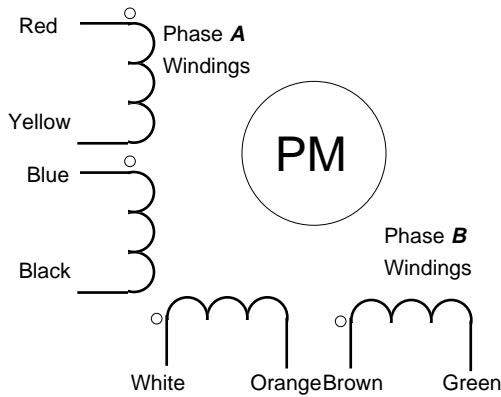 Red
Phase A
Windings
Yellow
Blue
PM
Black
Phase B
Windings
White
Orange
Brown
Green